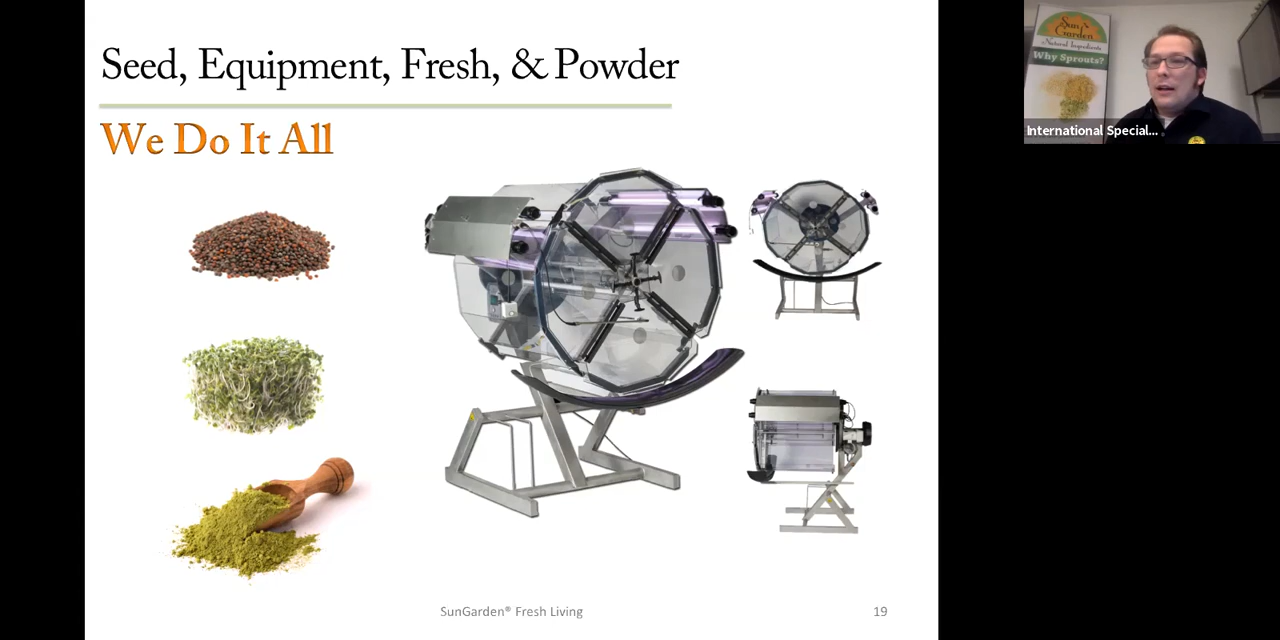 Seed, Equipment, Fresh, & Powder
We Do It All
SunGarden® Fresh Living
19
Sun
Garden
Natural Ingredients
Why Sprouts?
International Special...